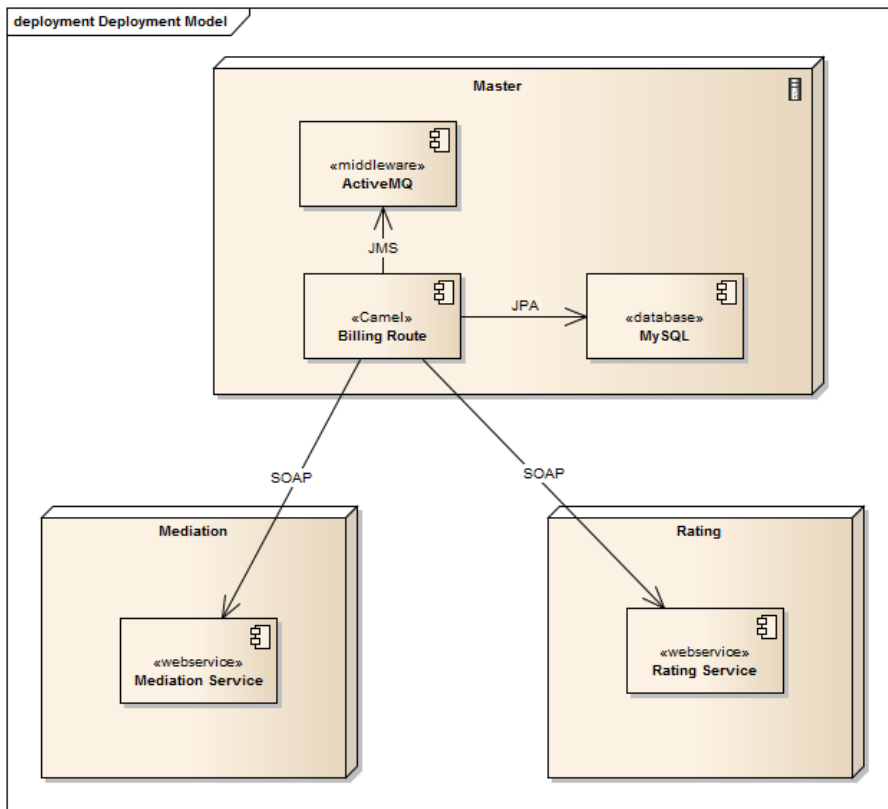 deployment Deployment Model
Master
«middleware»
ActiveMQ
JMS
«Camel»
Billing Route
JPA
«database»
MySQL
SOAP
SOAP
Mediation
Rating
«webservice»
Mediation Service
«webservice»
Rating Service